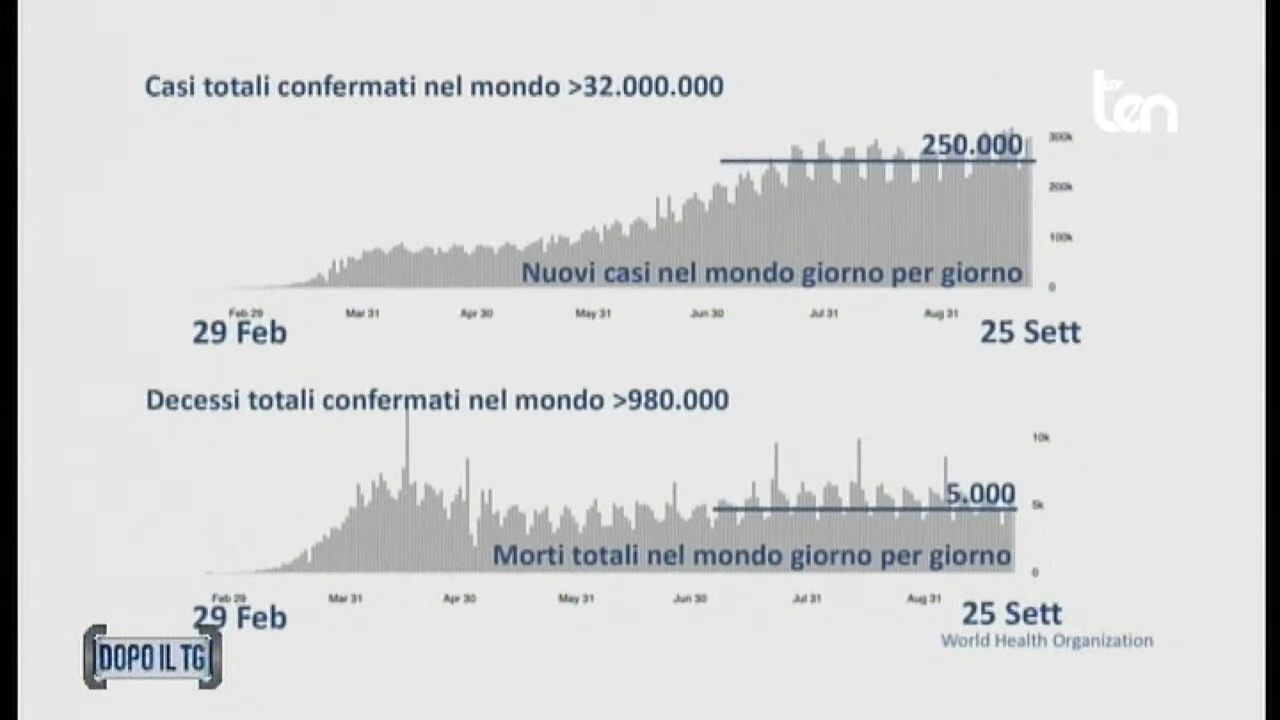 Casi totali confermati nel mondo >32.000.000
ten
250.000
300k
200k
100k
0
Nuovi casi nel mondo giorno per giorno
Feb 29
Mar 31
Apr 30
May 31
Jun 30
Jul 31
Aug 31
29 Feb
25 Sett
Decessi totali confermati nel mondo >980.000
10k
5.000
5k
Morti totali nel mondo giorno per giorno
0
Feb 29
Mar 31
Apr 30
May 31
Jun 30
Jul 31
Aug 31
29 Feb
25 Sett
World Health Organization
DOPO IL TG